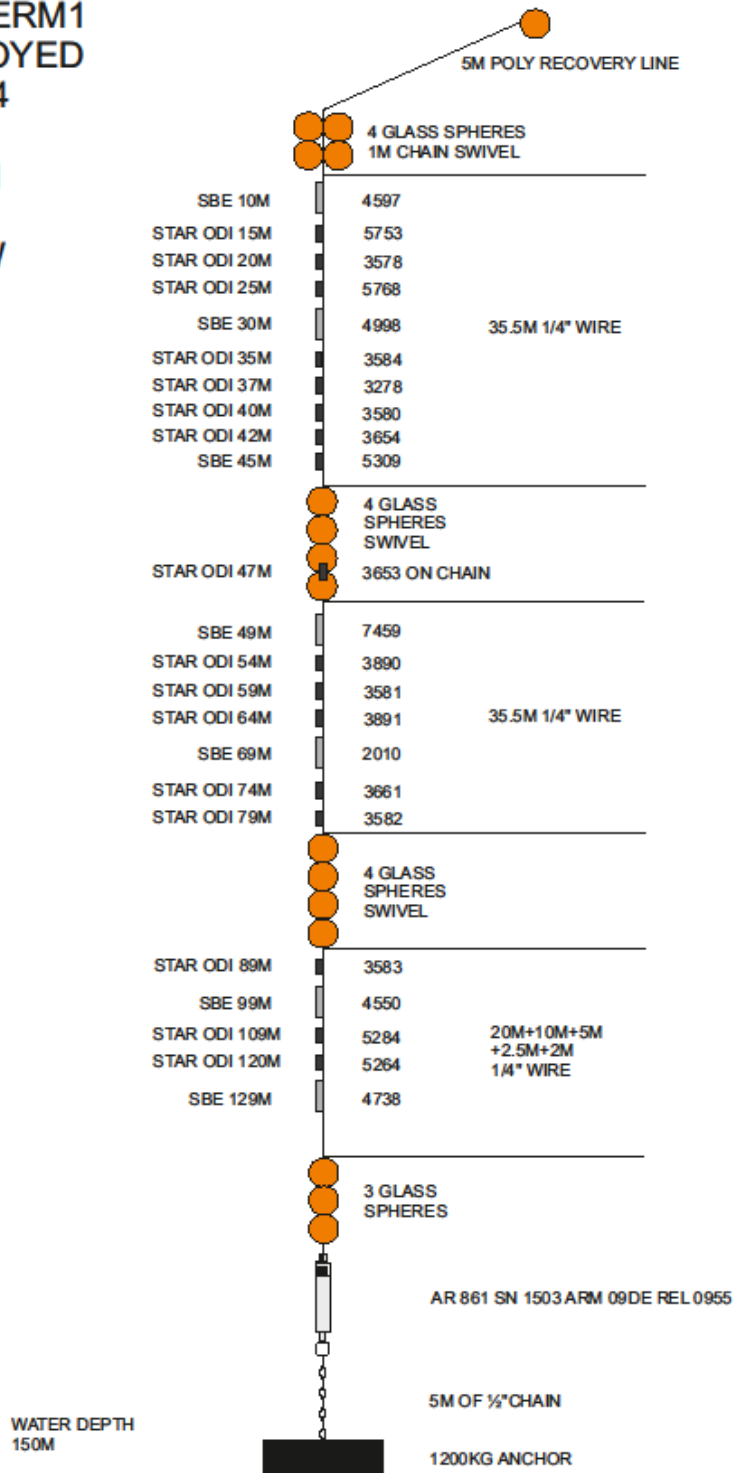 ERM1
OYED
4
5M POLY RECOVERY LINE
4 GLASS SPHERES
1M CHAIN SWIVEL
SBE 10M 4597
STAR ODI 15M 5753
STAR ODI 20M 3578
STAR ODI 25M 5768
SBE 30M 4998 35.5M 1/4" WIRE
STAR ODI 35M 3584
STAR ODI 37M 3278
STAR ODI 40M 3580
STAR ODI 42M 3654
SBE 45M 5309
4 GLASS
SPHERES
SWIVEL
STAR ODI 47M 3653 ON CHAIN
SBE 49M 7459
STAR ODI 54M 3890
STAR ODI 59M 3581
STAR ODI 64M 3891 35.5M 1/4" WIRE
SBE 69M 2010
STAR ODI 74M 3661
STAR ODI 79M 3582
4 GLASS
SPHERES
SWIVEL
STAR ODI 89M 3583
SBE 99M 4550
STAR ODI 109M 5284 20M+10M+5M
STAR ODI 120M 5264 +2.5M+2M
1/4" WIRE
SBE 129M 4738
3 GLASS
SPHERES
AR 861 SN 1503 ARM 09DE REL 0955
5M OF ½"CHAIN
WATER DEPTH
150M
1200KG ANCHOR